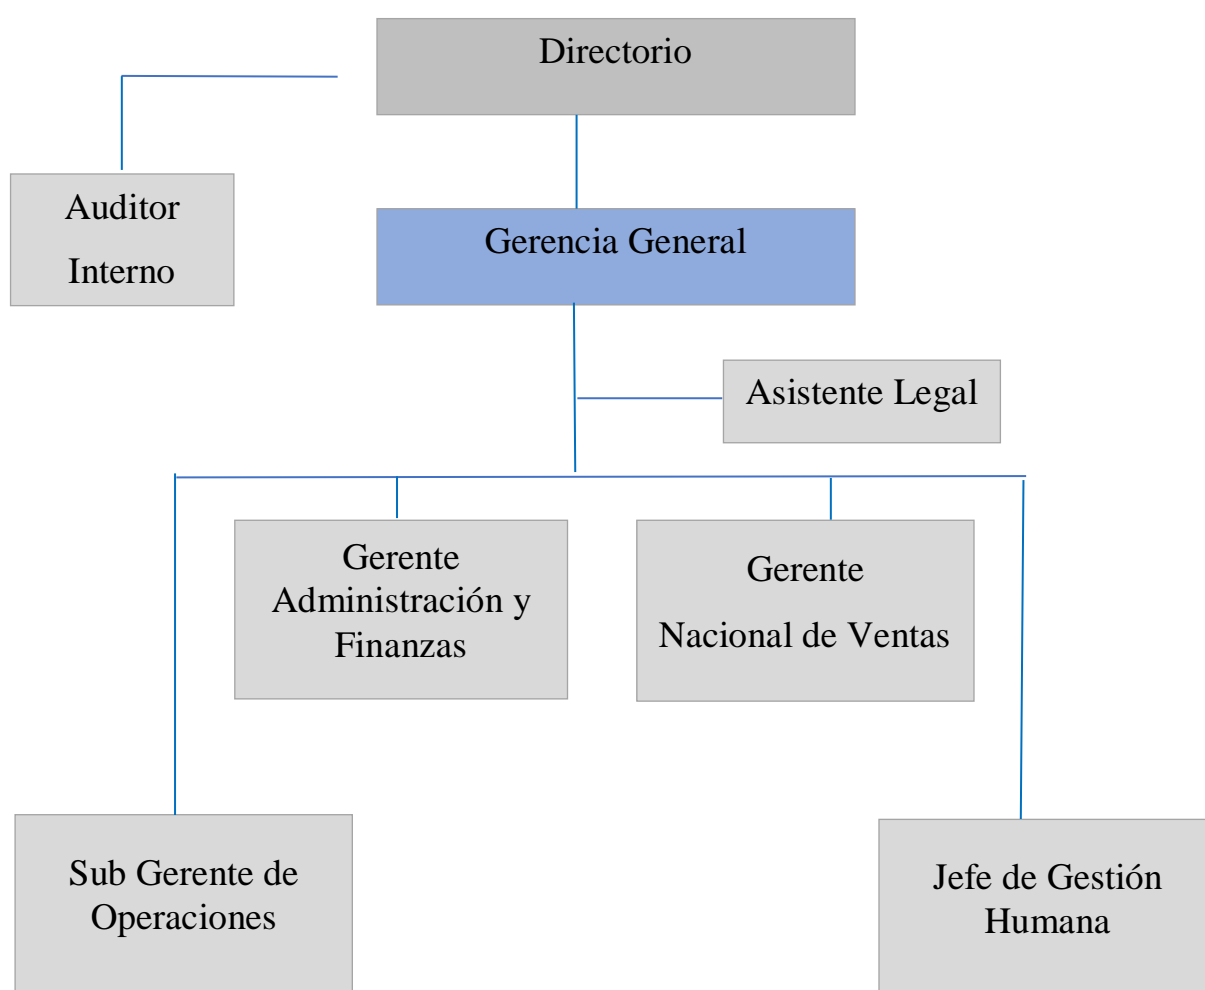 Directorio
Auditor
Interno
Gerencia General
Asistente Legal
Gerente
Administración y
Finanzas
Gerente
Nacional de Ventas
Sub Gerente de
Operaciones
Jefe de Gestión
Humana